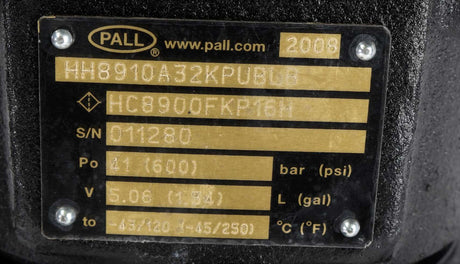 PALL ® www.pall.com 2008
HH8910A32KPUBLB
HC8900FKP16H
S/N 011280
Po 41 (600) bar (psi)
V 5.06 (1.34) L (gal)
to -45/120 (-45/250) °C (°F)